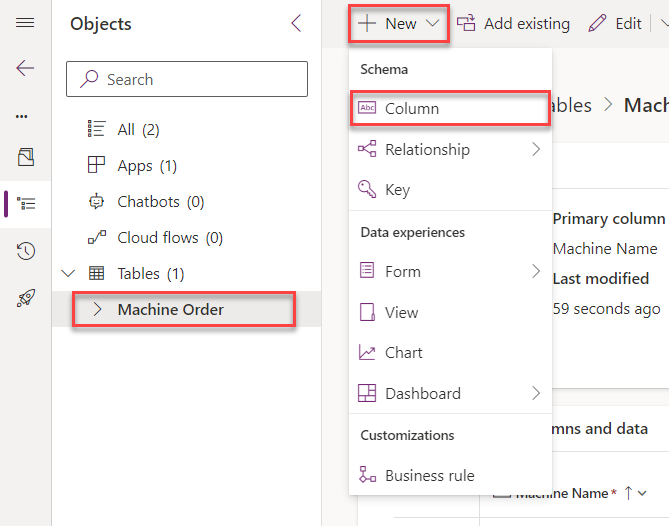 Objects
Search
All (2)
Apps (1)
Chatbots (0)
Cloud flows (0)
Tables (1)
Machine Order
New
Add existing
Edit
Schema
Abc Column
Relationship
Key
Data experiences
Form
View
Chart
Dashboard
Customizations
Business rule
ables > Mac
Primary column
Machine Name
Last modified
59 seconds ago
mns and data
Machine Name *